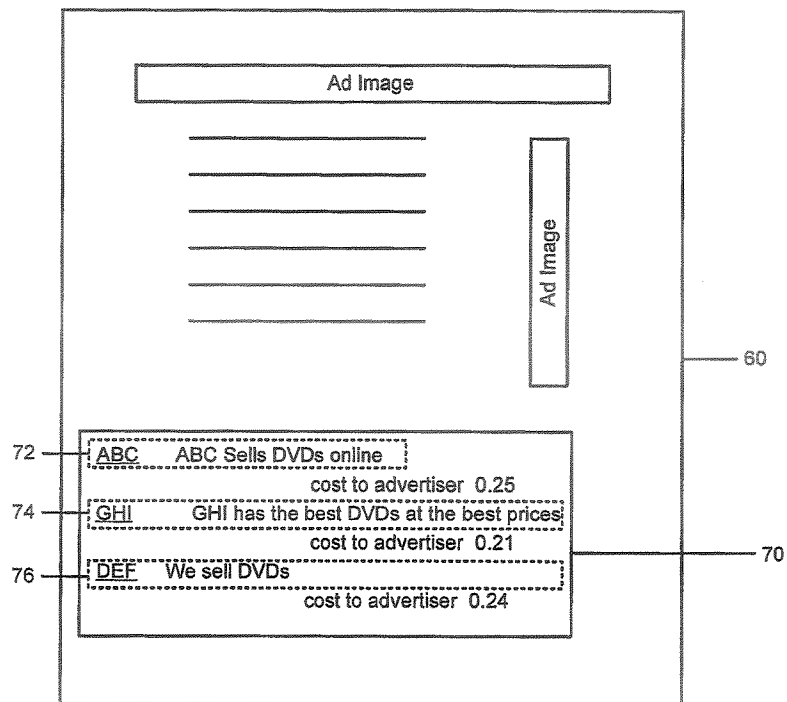 Ad Image
Ad Image
60
72
ABC ABC Sells DVDs online
cost to advertiser 0.25
74
GHI GHI has the best DVDs at the best prices
cost to advertiser 0.21
70
76
DEF We sell DVDs
cost to advertiser 0.24